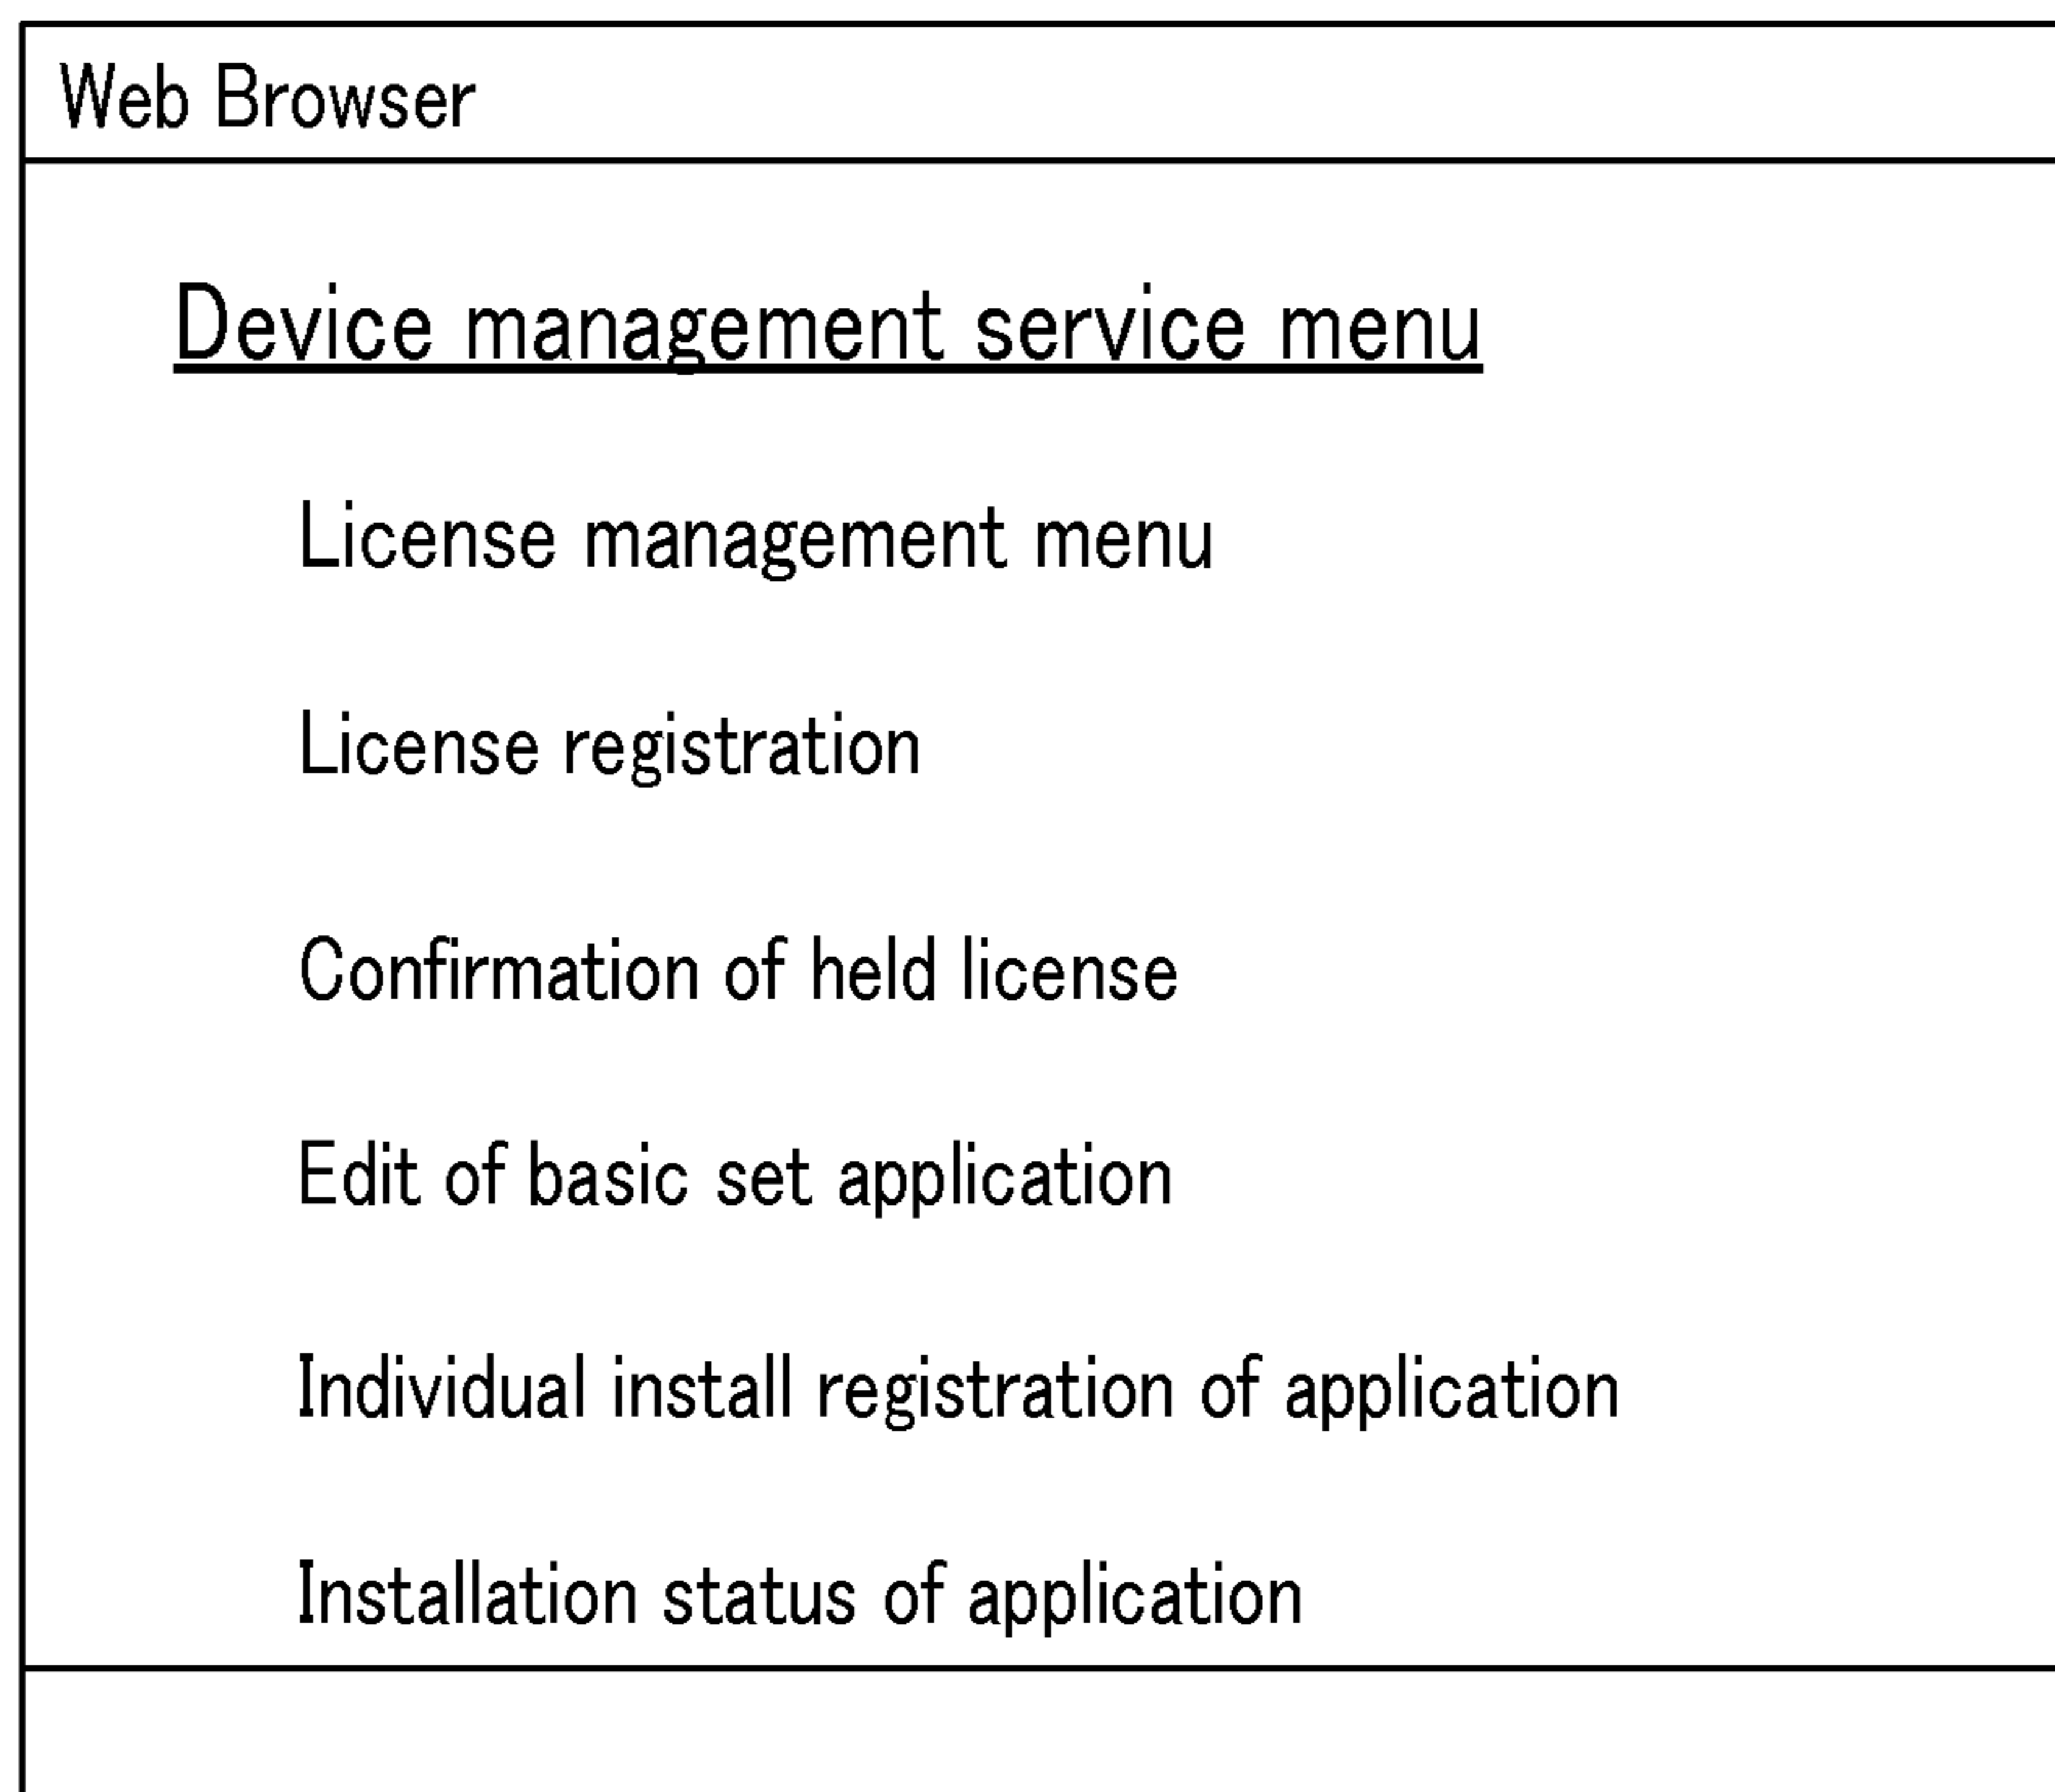 Web Browser
Device management service menu
License management menu
License registration
Confirmation of held license
Edit of basic set application
Individual install registration of application
Installation status of application